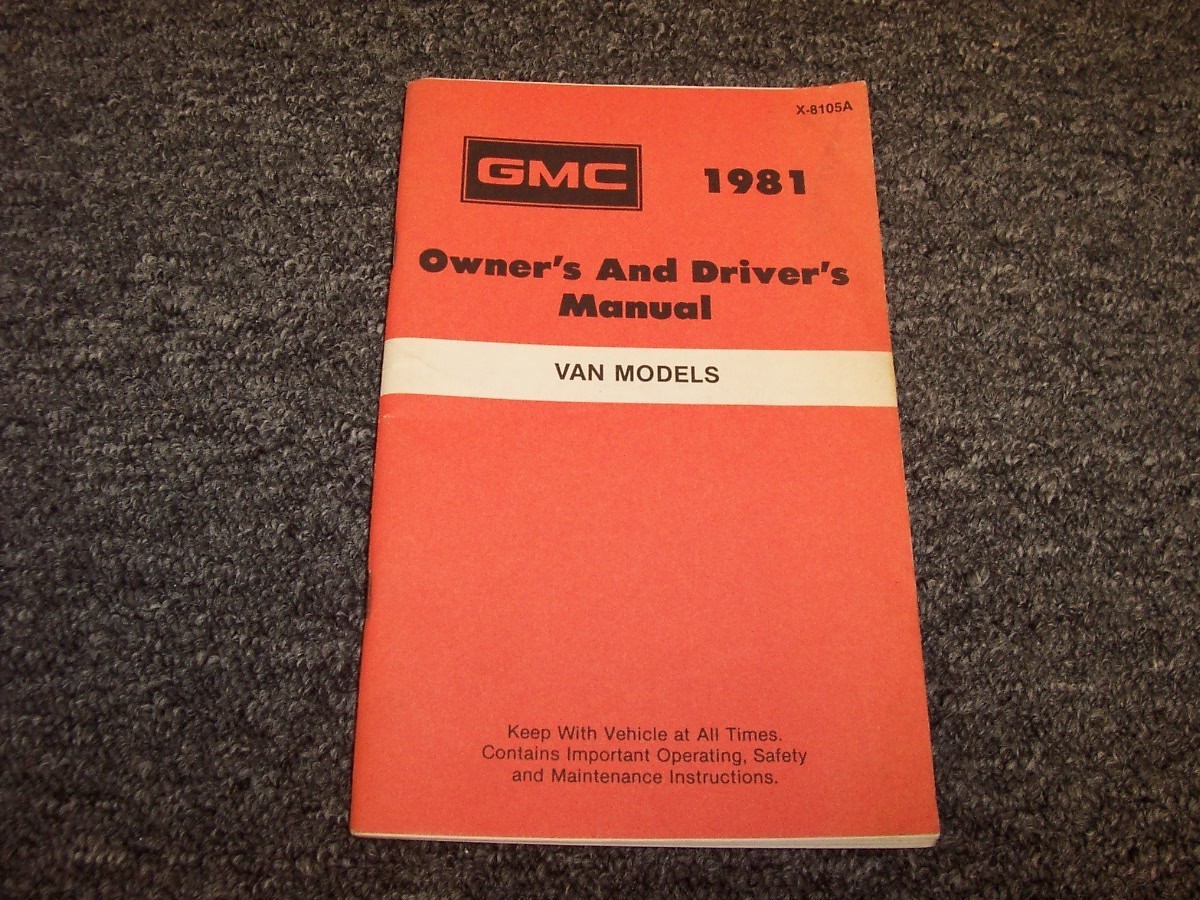 X-8105A
GMC 1981
Owner's And Driver's
Manual
VAN MODELS
Keep With Vehicle at All Times.
Contains Important Operating, Safety
and Maintenance Instructions.